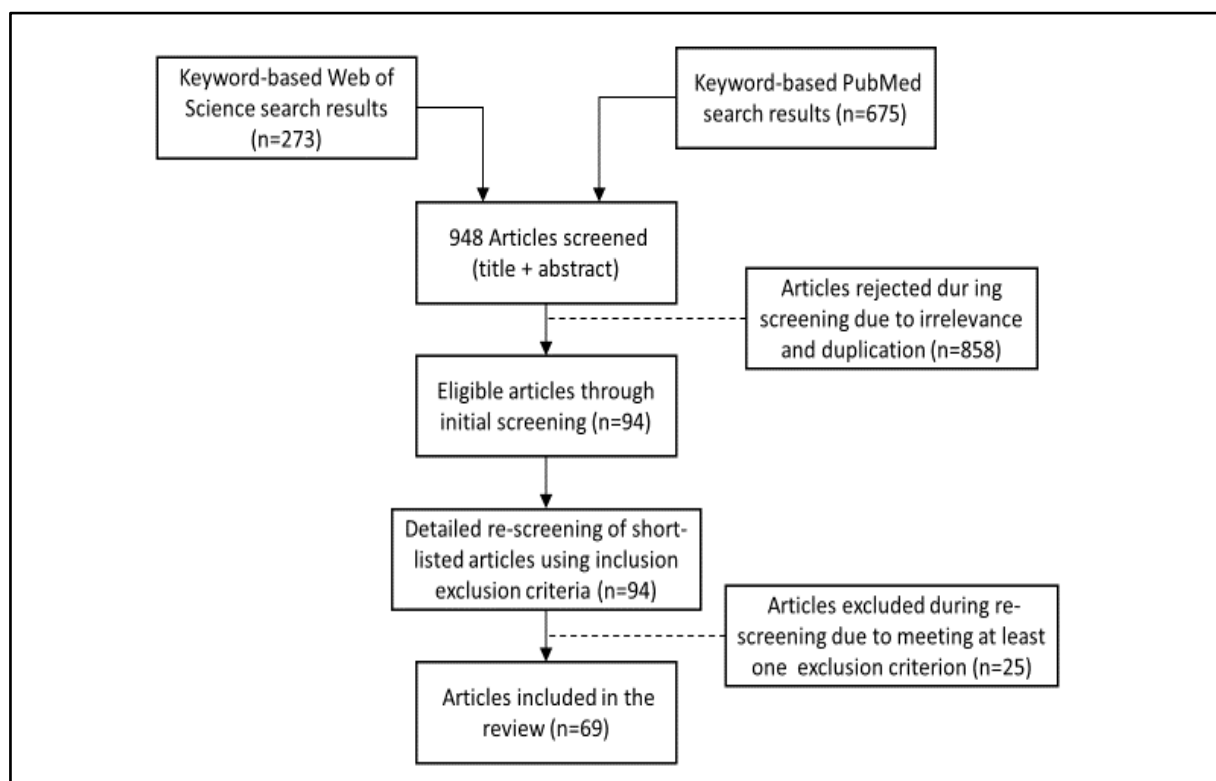 Keyword-based Web of
Science search results
(n=273)
Keyword-based PubMed
search results (n=675)
948 Articles screened
(title + abstract)
Articles rejected dur ing
screening due to irrelevance
and duplication (n=858)
Eligible articles through
initial screening (n=94)
Detailed re-screening of short-
listed articles using inclusion
exclusion criteria (n=94)
Articles excluded during re-
screening due to meeting at least
one exclusion criterion (n=25)
Articles included in the
review (n=69)